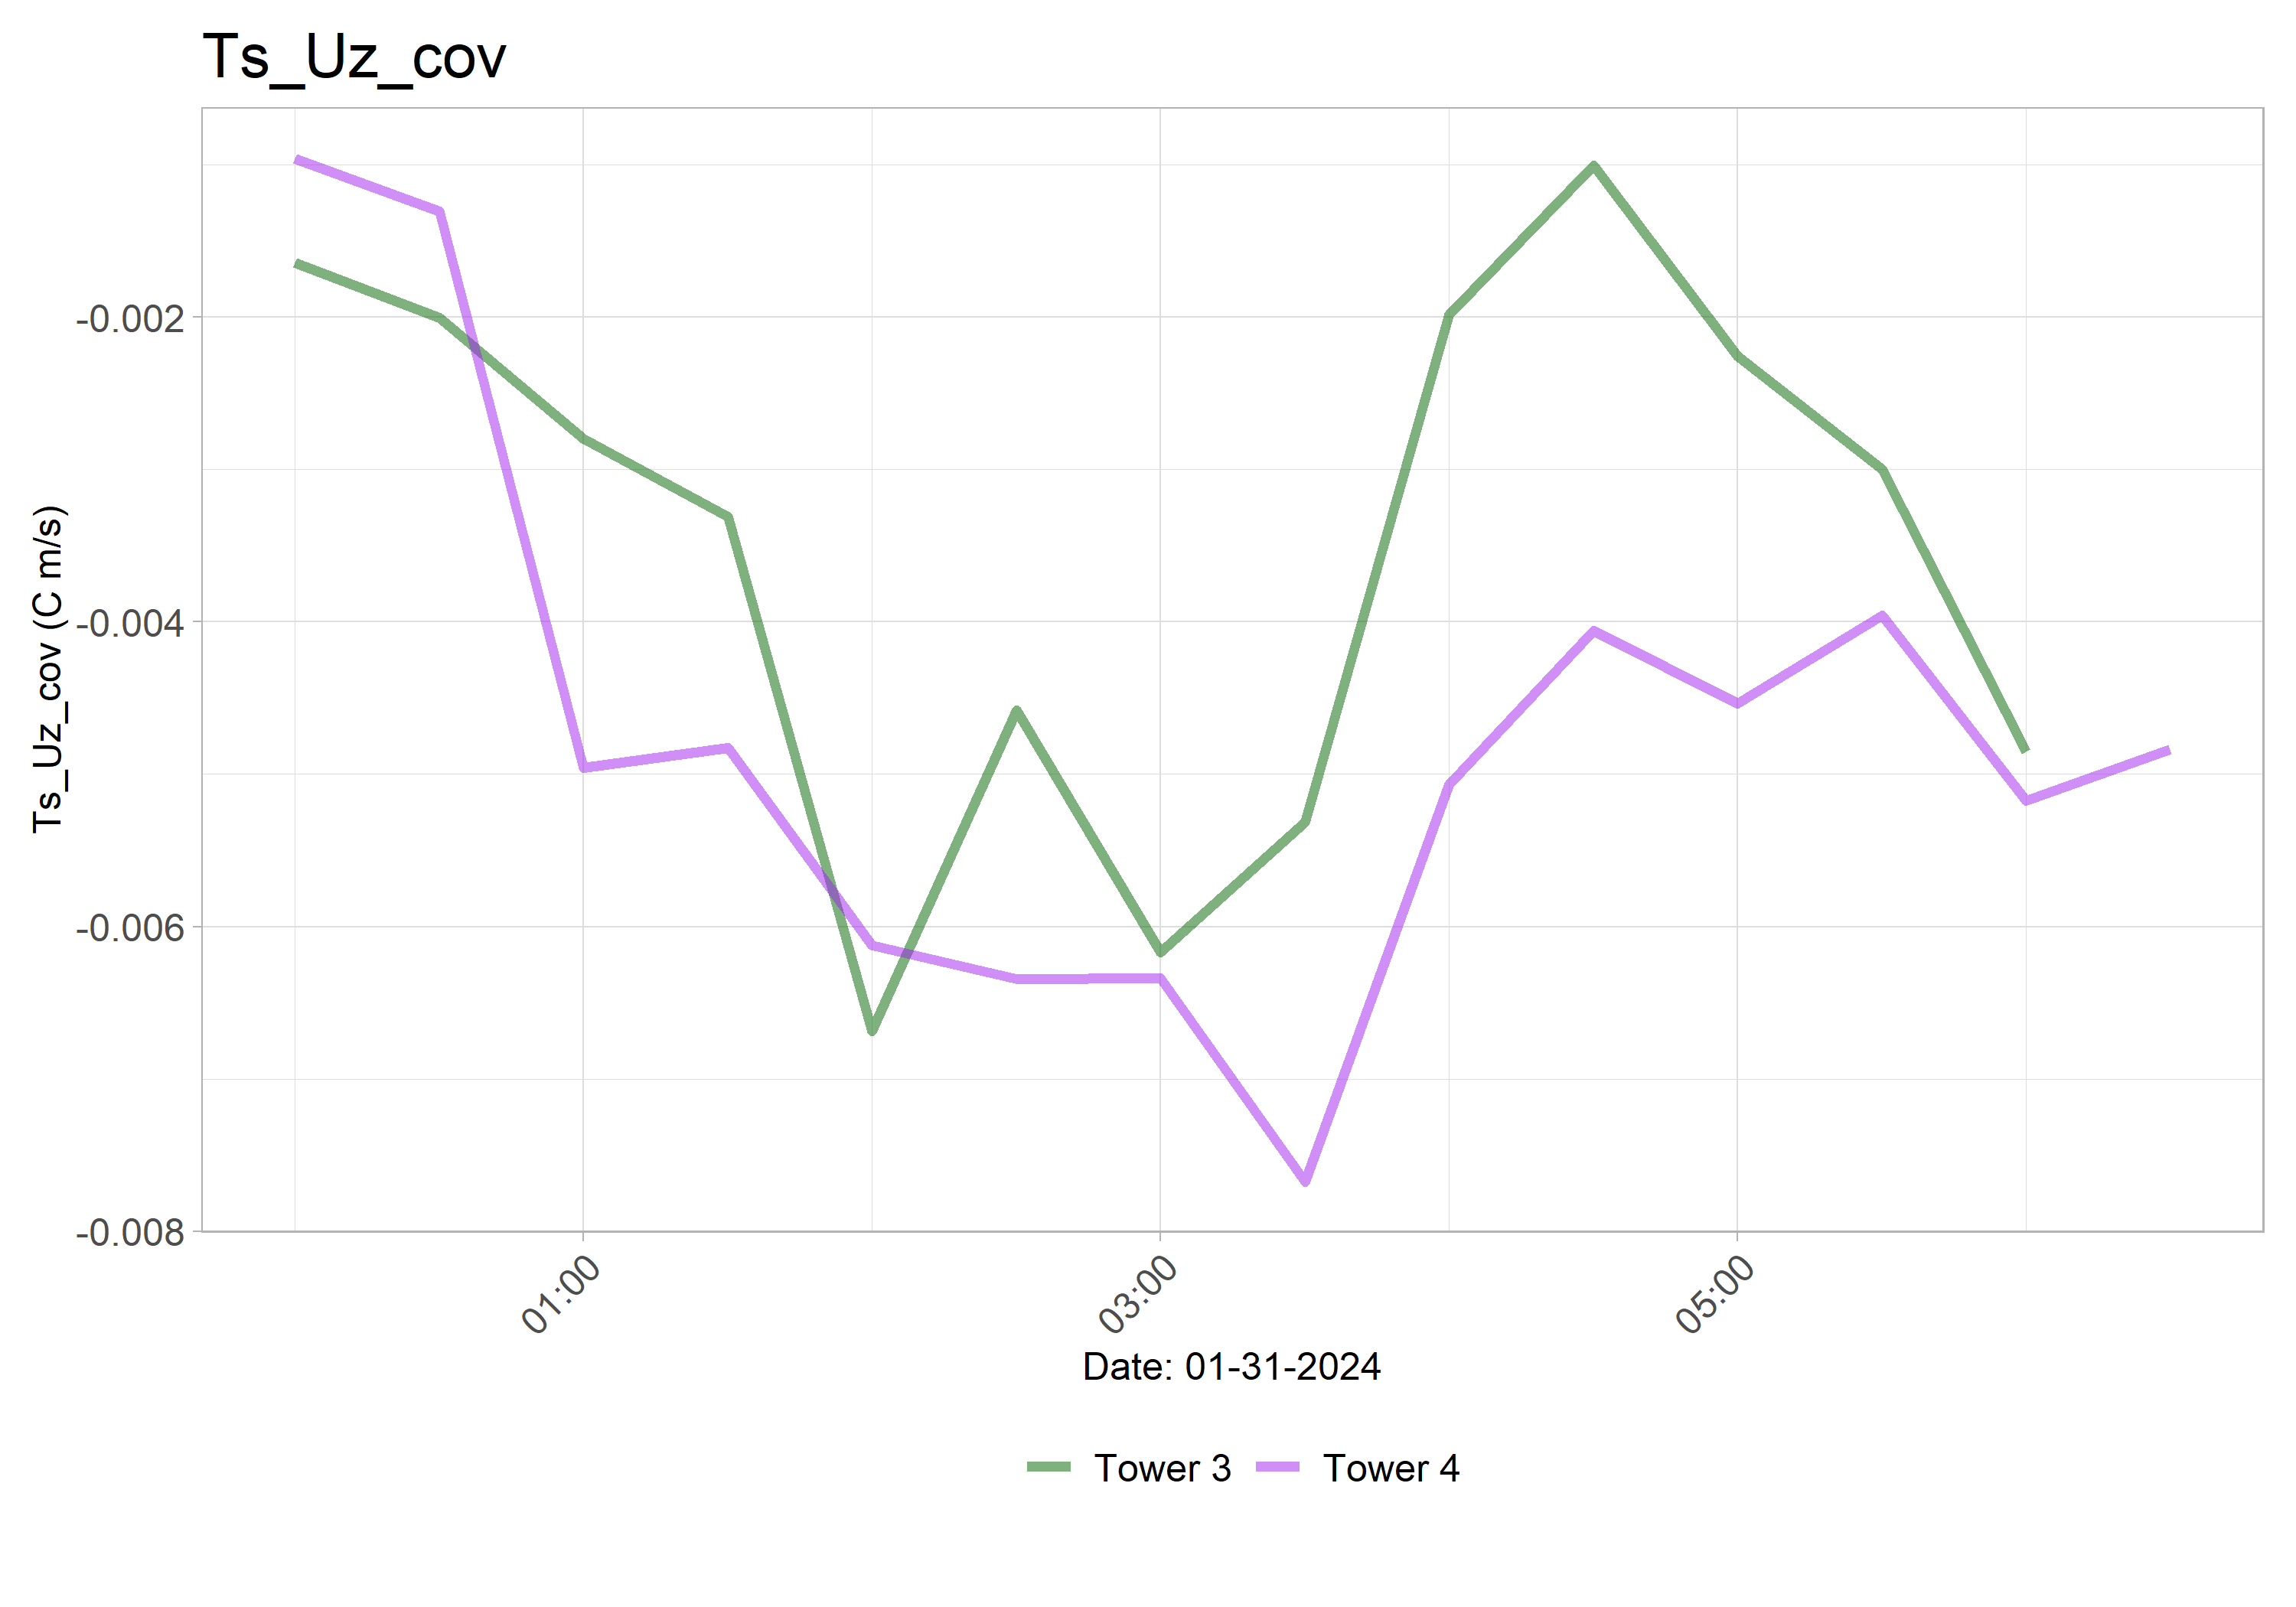 Ts_Uz_cov
Ts_Uz_cov (C m/s)
-0.002
-0.004
-0.006
-0.008
01:00
03:00
05:00
Date: 01-31-2024
Tower 3
Tower 4